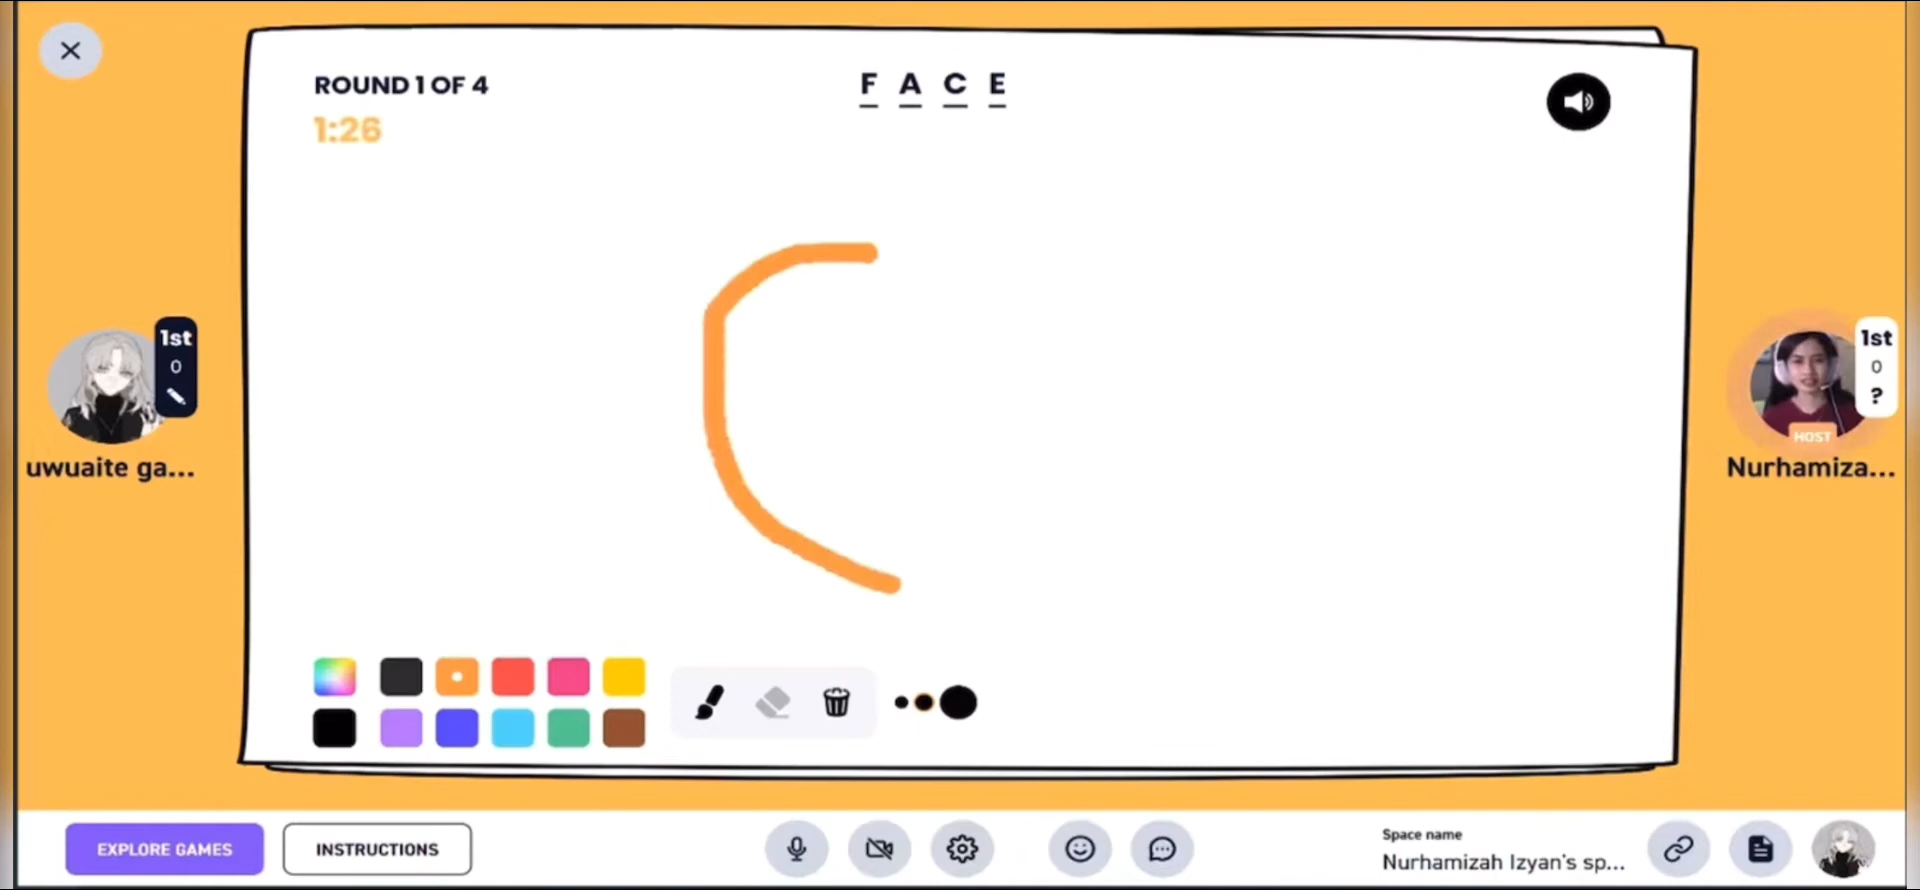 ROUND 1 OF 4
F A C E
1:26
1st
0
uwuaite ga...
1st
0
?
HOST
Nurhamiza...
EXPLORE GAMES
INSTRUCTIONS
Space name
Nurhamizah Izyan's sp...